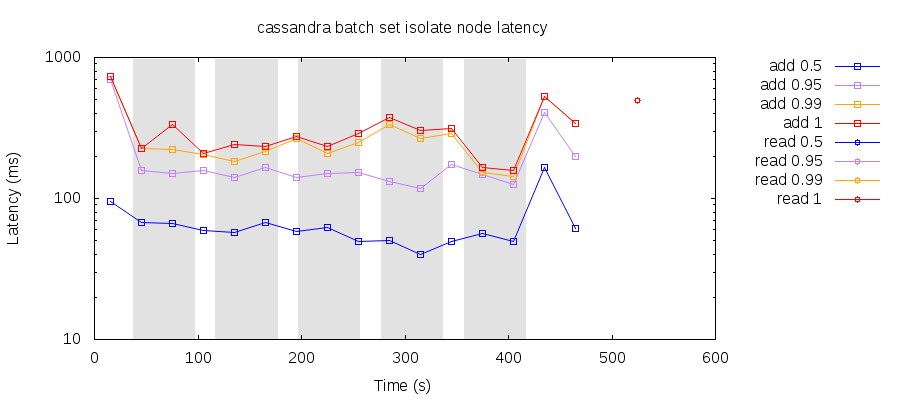 cassandra batch set isolate node latency
1000
100
10
Latency (ms)
0 100 200 300 400 500 600
Time (s)
add 0.5
add 0.95
add 0.99
add 1
read 0.5
read 0.95
read 0.99
read 1